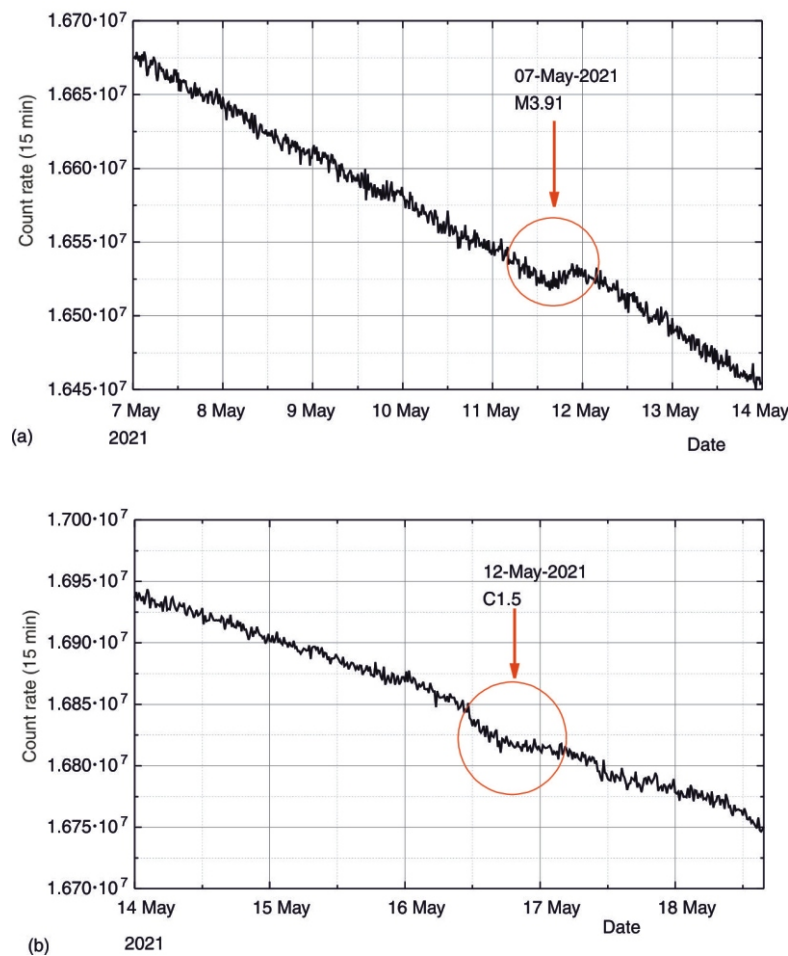 1.670•10⁷
1.665•10⁷
1.660•10⁷
1.655•10⁷
1.650•10⁷
1.645•10⁷
Count rate (15 min)
07-May-2021
M3.91
7 May 8 May 9 May 10 May 11 May 12 May 13 May 14 May
(a) 2021 Date
1.700•10⁷
1.695•10⁷
1.690•10⁷
1.685•10⁷
1.680•10⁷
1.675•10⁷
1.670•10⁷
Count rate (15 min)
12-May-2021
C1.5
14 May 15 May 16 May 17 May 18 May
(b) 2021 Date